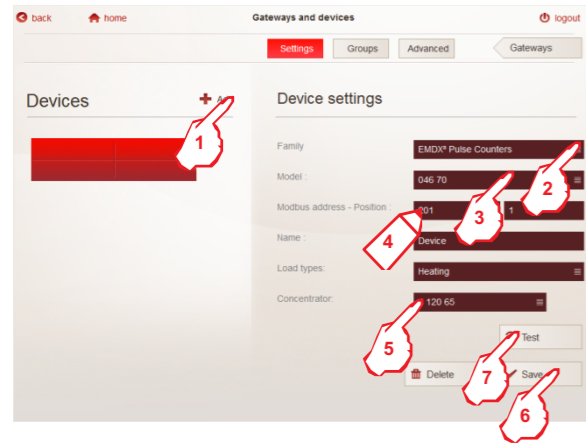 back home Gateways and devices logout
Settings Groups Advanced Gateways
Devices
Device settings
1
Family EMDX³ Pulse Counters
2
Model : 046 70
3
Modbus address - Position : 201 1
4
Name : Device
Load types: Heating
Concentrator: 120 65
5
Test
Delete Save
7
6